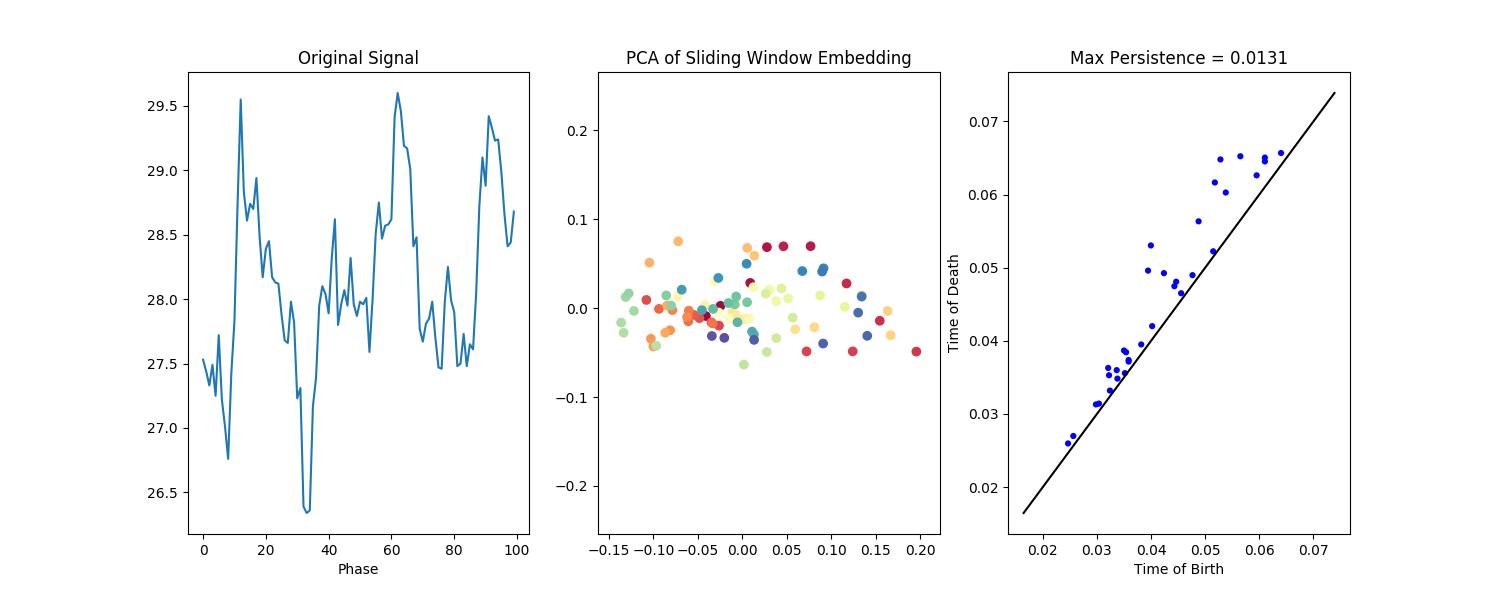 Original Signal
29.5
29.0
28.5
28.0
27.5
27.0
26.5
0 20 40 60 80 100
Phase
PCA of Sliding Window Embedding
0.2
0.1
0.0
−0.1
−0.2
−0.15 −0.10 −0.05 0.00 0.05 0.10 0.15 0.20
Max Persistence = 0.0131
Time of Death
0.07
0.06
0.05
0.04
0.03
0.02
0.02 0.03 0.04 0.05 0.06 0.07
Time of Birth